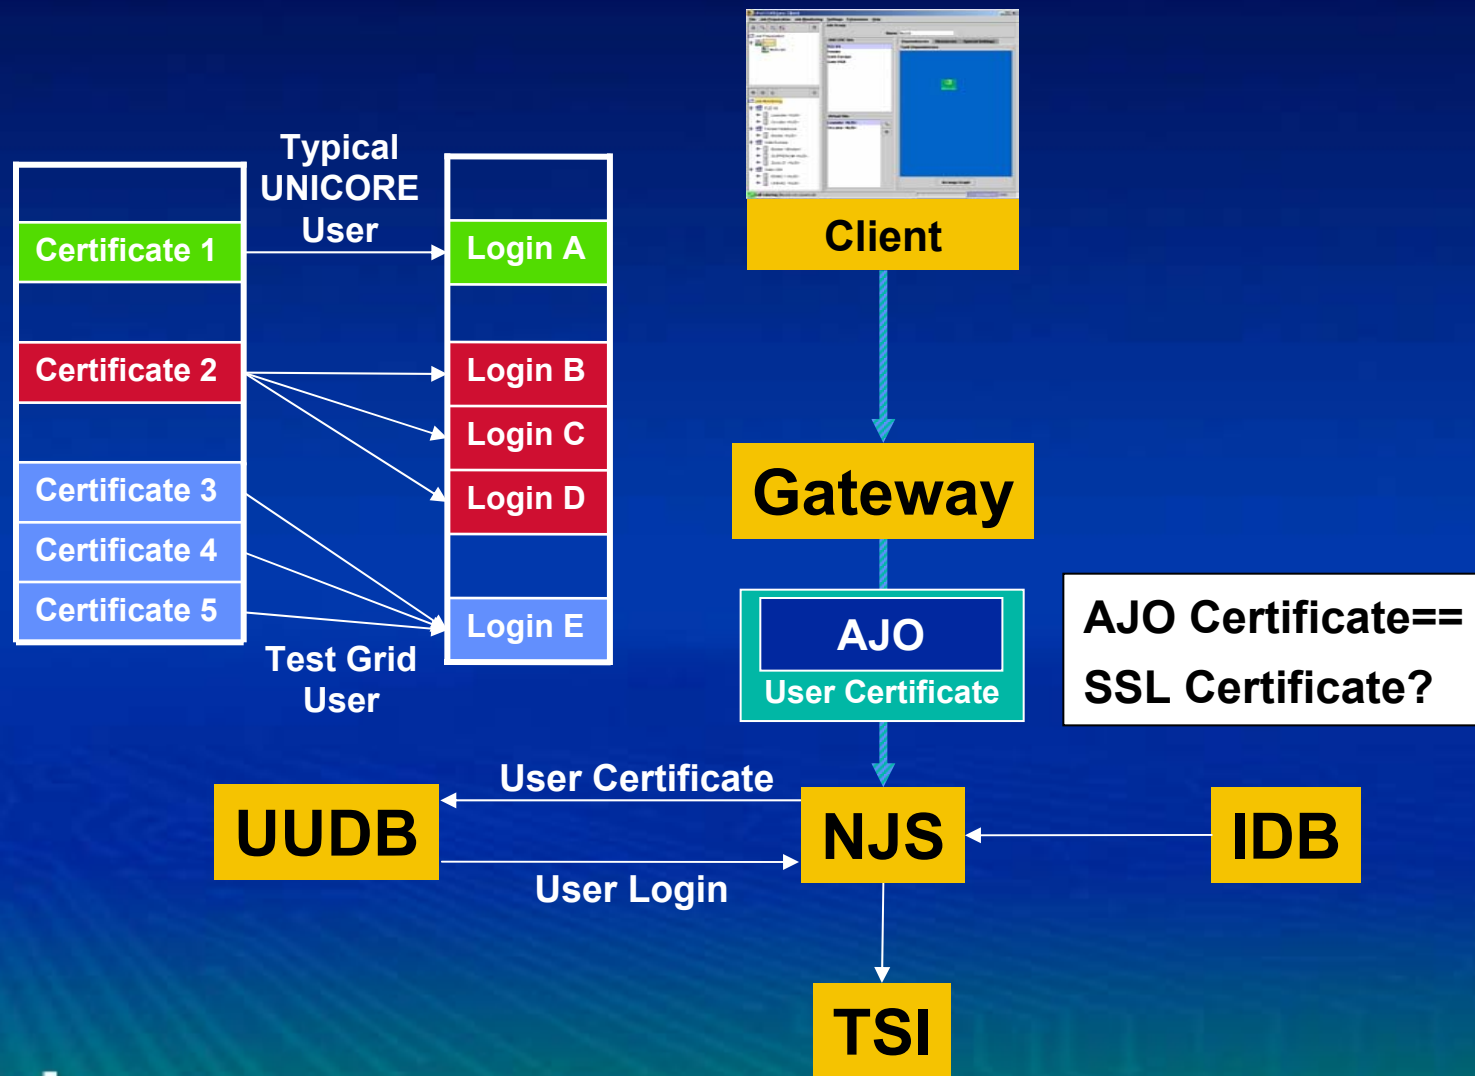 Typical
UNICORE
User
Certificate 1
Login A
Certificate 2
Login B
Login C
Login D
Certificate 3
Certificate 4
Certificate 5
Login E
Test Grid
User
Client
Gateway
AJO
User Certificate
AJO Certificate==
SSL Certificate?
User Certificate
UUDB
NJS
IDB
User Login
TSI